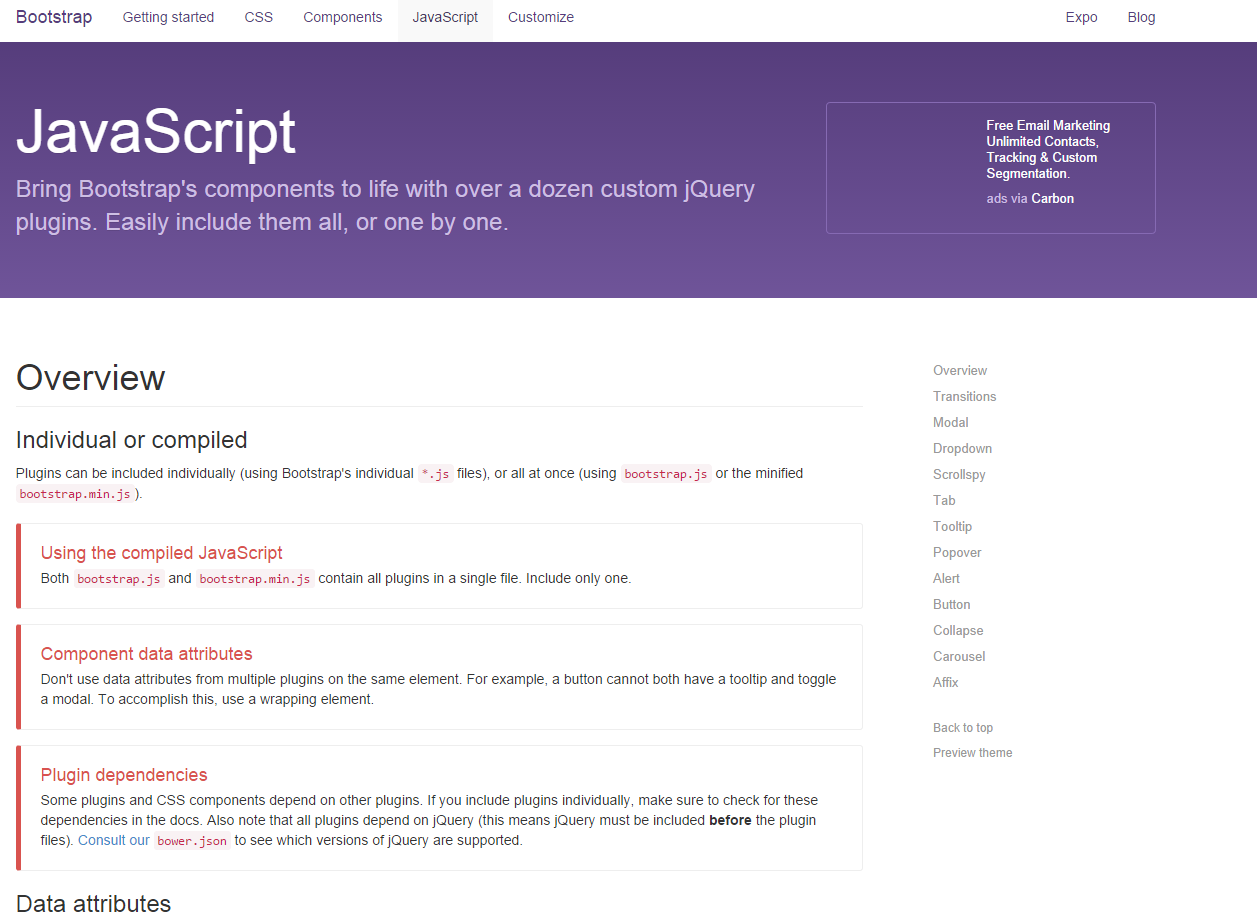 Bootstrap Getting started CSS Components JavaScript Customize Expo Blog
JavaScript
Bring Bootstrap's components to life with over a dozen custom jQuery
plugins. Easily include them all, or one by one.
Free Email Marketing
Unlimited Contacts,
Tracking & Custom
Segmentation.
ads via Carbon
Overview
Individual or compiled
Plugins can be included individually (using Bootstrap's individual *.js files), or all at once (using bootstrap.js or the minified
bootstrap.min.js).
Using the compiled JavaScript
Both bootstrap.js and bootstrap.min.js contain all plugins in a single file. Include only one.
Component data attributes
Don't use data attributes from multiple plugins on the same element. For example, a button cannot both have a tooltip and toggle
a modal. To accomplish this, use a wrapping element.
Plugin dependencies
Some plugins and CSS components depend on other plugins. If you include plugins individually, make sure to check for these
dependencies in the docs. Also note that all plugins depend on jQuery (this means jQuery must be included before the plugin
files). Consult our bower.json to see which versions of jQuery are supported.
Data attributes
Overview
Transitions
Modal
Dropdown
Scrollspy
Tab
Tooltip
Popover
Alert
Button
Collapse
Carousel
Affix
Back to top
Preview theme